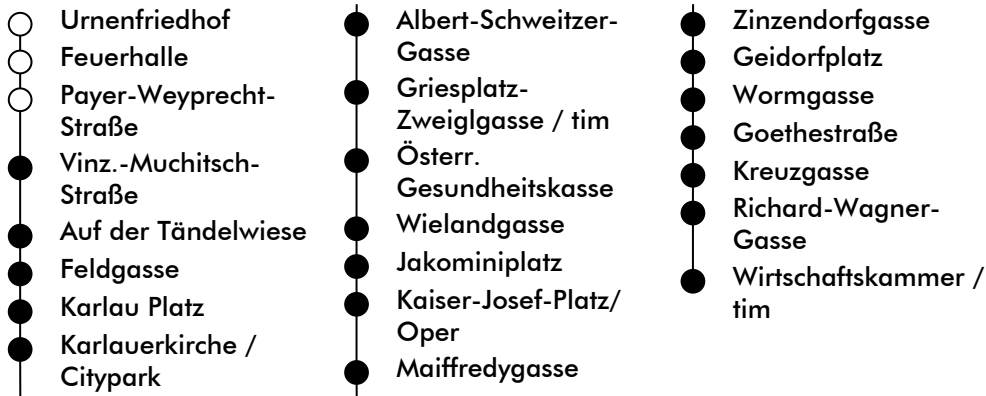 Urnenfriedhof
Feuerhalle
Payer-Weyprecht-
Straße
Vinz.-Muchitsch-
Straße
Auf der Tändelwiese
Feldgasse
Karlau Platz
Karlauerkirche /
Citypark
Albert-Schweitzer-
Gasse
Griesplatz-
Zweiglgasse / tim
Österr.
Gesundheitskasse
Wielandgasse
Jakominiplatz
Kaiser-Josef-Platz/
Oper
Maiffredygasse
Zinzendorfgasse
Geidorfplatz
Wormgasse
Goethestraße
Kreuzgasse
Richard-Wagner-
Gasse
Wirtschaftskammer /
tim